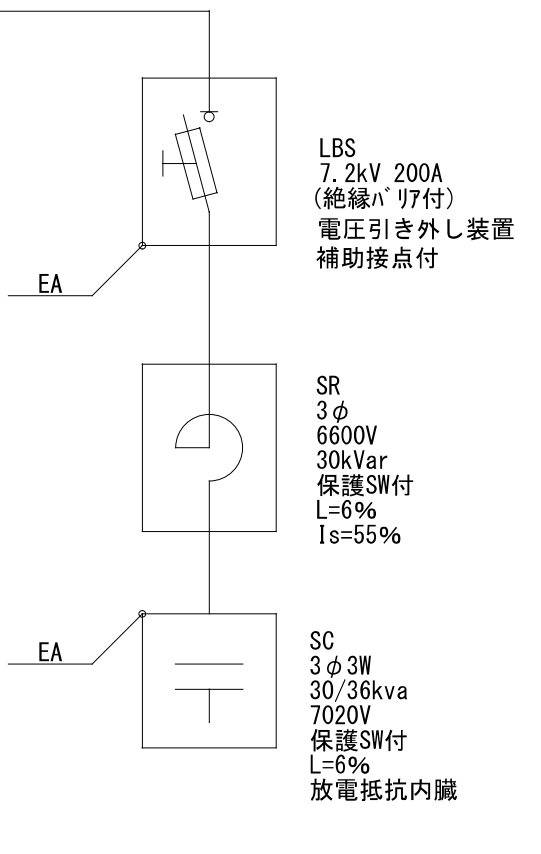 LBS
7.2kV 200A
(絶縁ﾊﾞﾘｱ付)
電圧引き外し装置
補助接点付
EA
SR
3φ
6600V
30kVar
保護SW付
L=6%
Is=55%
EA
SC
3φ3W
30/36kva
7020V
保護SW付
L=6%
放電抵抗内臓